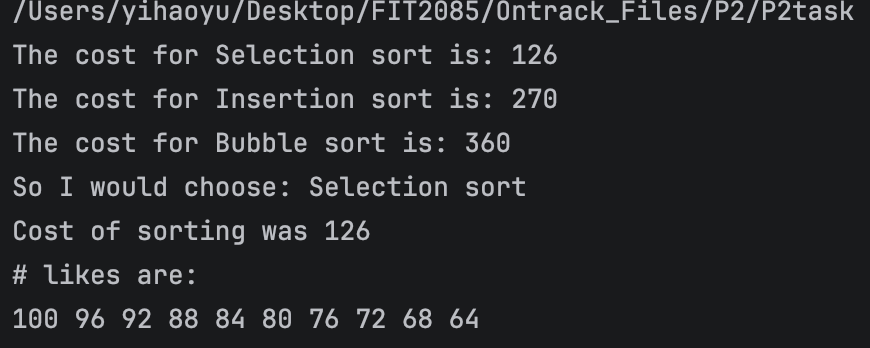 /Users/yihaoyu/Desktop/FIT2085/Ontrack_Files/P2/P2task
The cost for Selection sort is: 126
The cost for Insertion sort is: 270
The cost for Bubble sort is: 360
So I would choose: Selection sort
Cost of sorting was 126
# likes are:
100 96 92 88 84 80 76 72 68 64